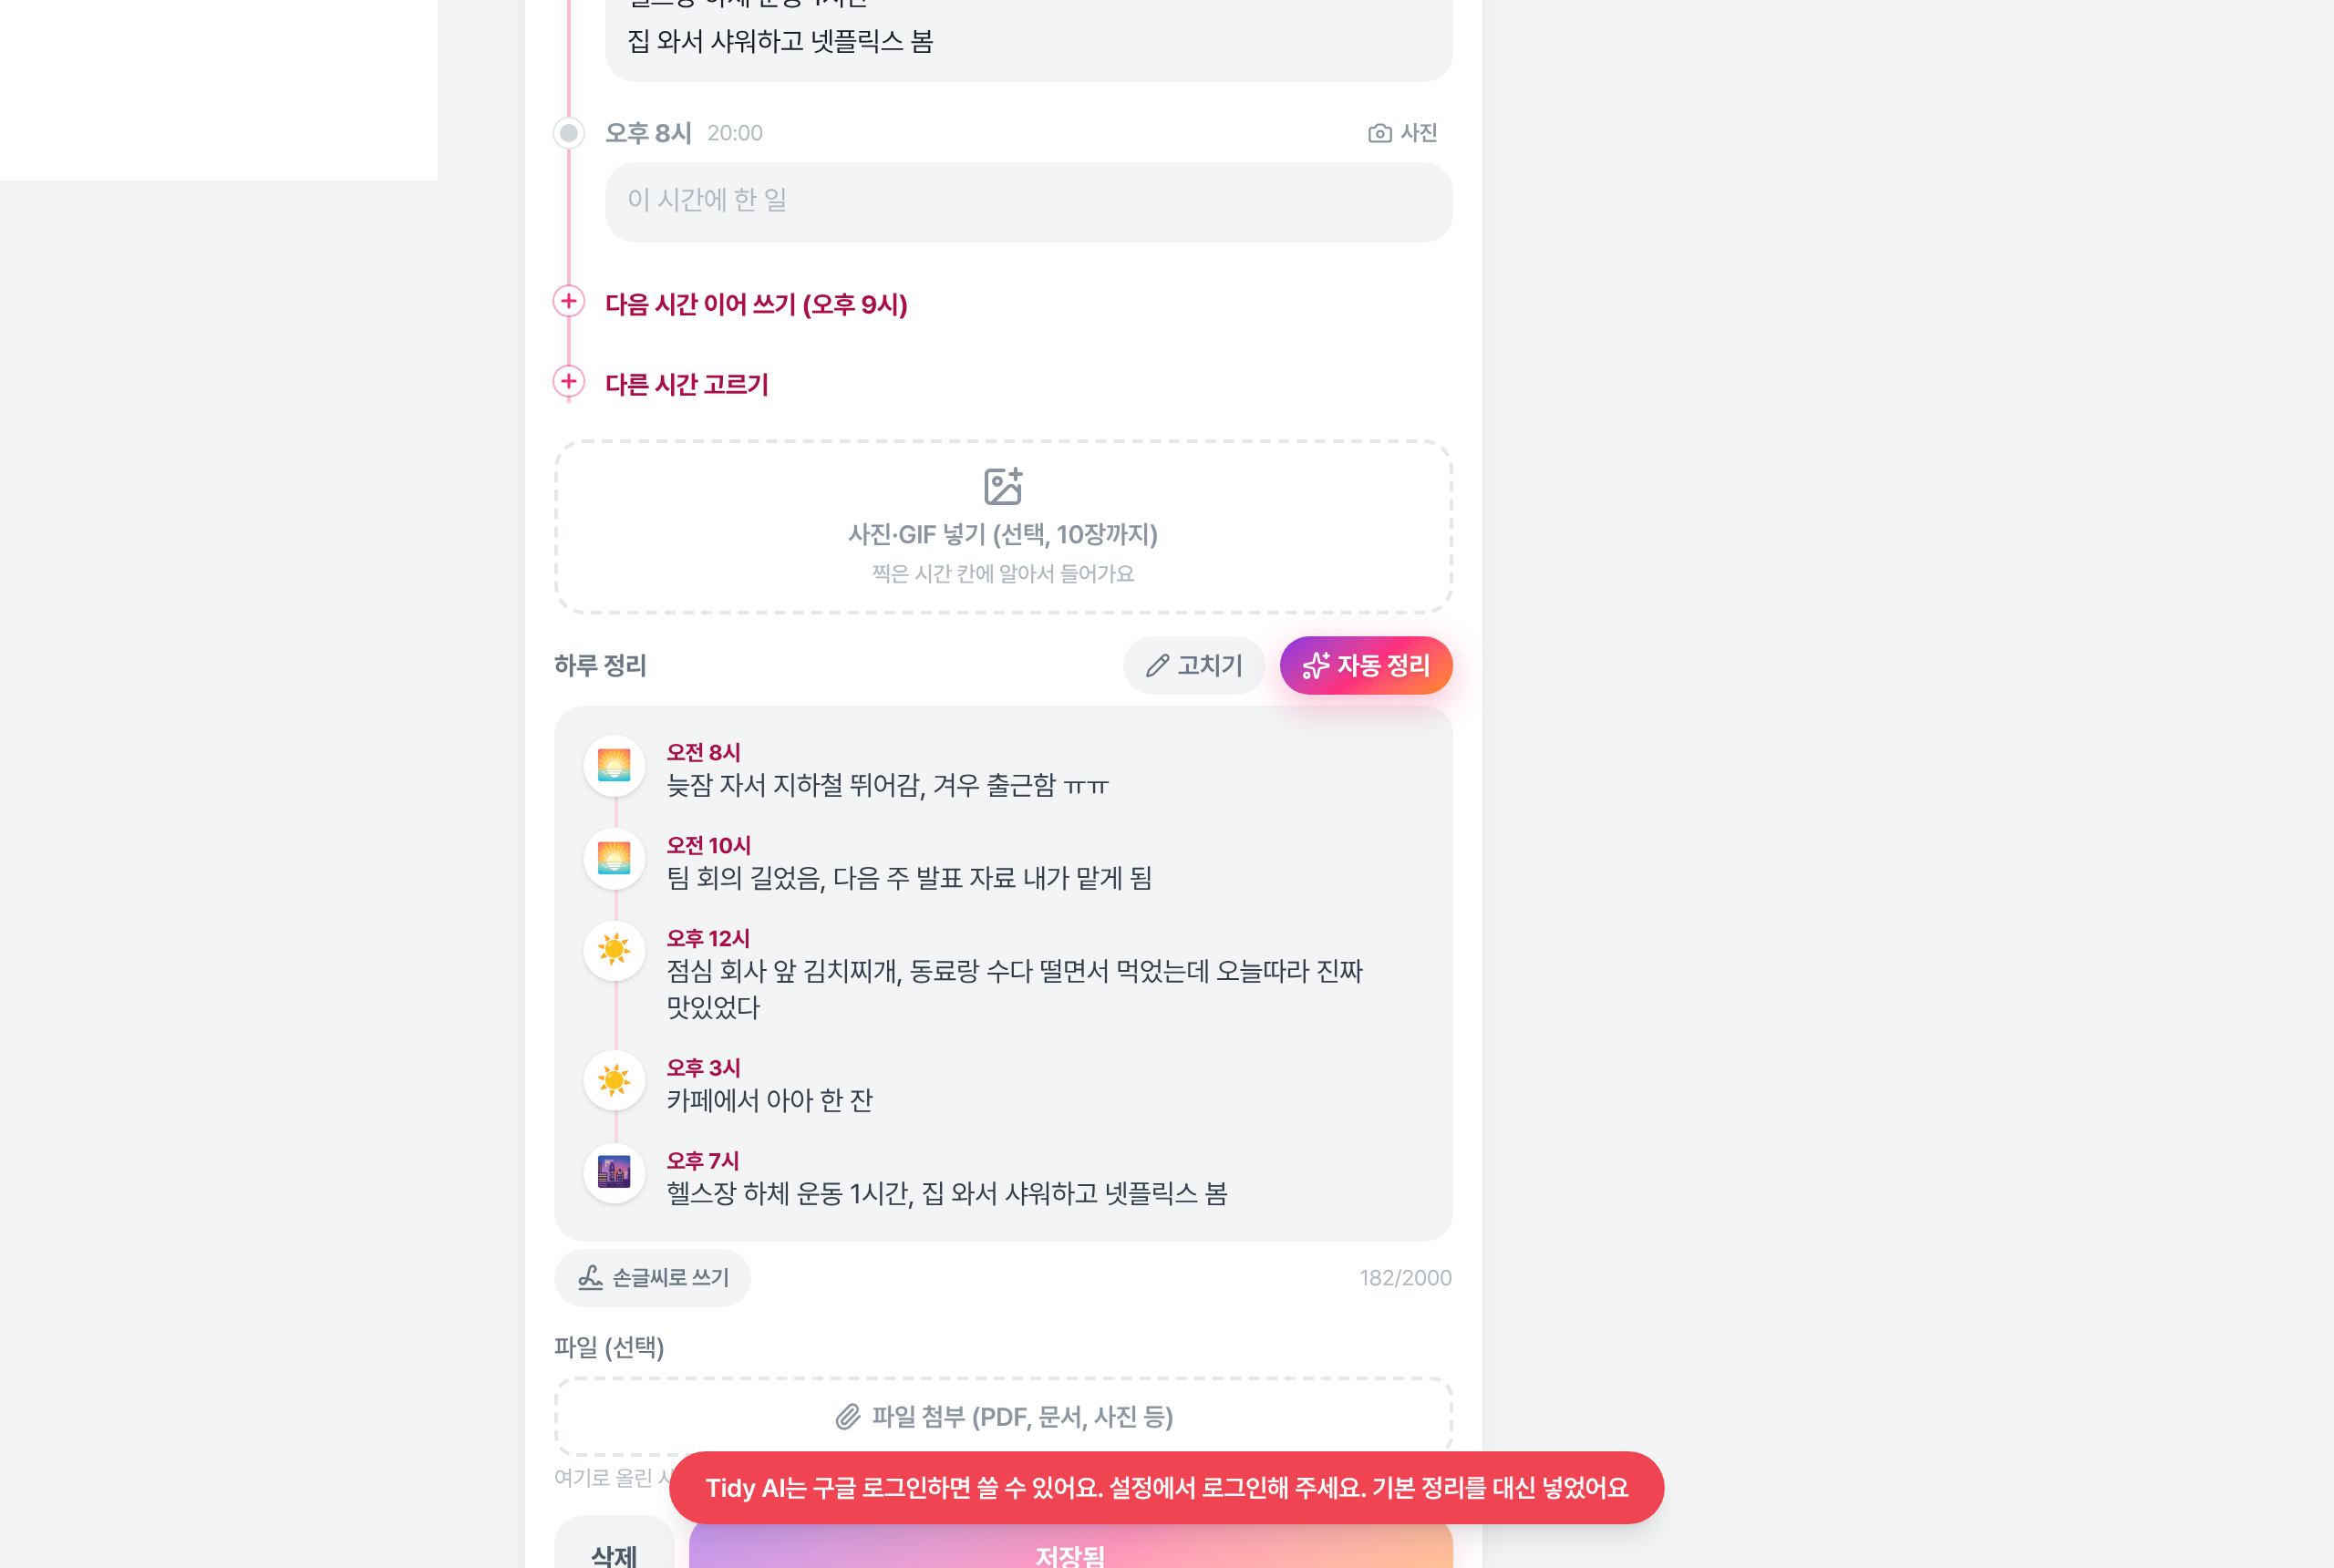 집 와서 샤워하고 넷플릭스 봄
오후 8시 20:00 사진
이 시간에 한 일
다음 시간 이어 쓰기 (오후 9시)
다른 시간 고르기
사진·GIF 넣기 (선택, 10장까지)
찍은 시간 칸에 알아서 들어가요
하루 정리 고치기 자동 정리
오전 8시
늦잠 자서 지하철 뛰어감, 겨우 출근함 ㅠㅠ
오전 10시
팀 회의 길었음, 다음 주 발표 자료 내가 맡게 됨
오후 12시
점심 회사 앞 김치찌개, 동료랑 수다 떨면서 먹었는데 오늘따라 진짜
맛있었다
오후 3시
카페에서 아아 한 잔
오후 7시
헬스장 하체 운동 1시간, 집 와서 샤워하고 넷플릭스 봄
손글씨로 쓰기 182/2000
파일 (선택)
파일 첨부 (PDF, 문서, 사진 등)
여기로 올린
Tidy AI는 구글 로그인하면 쓸 수 있어요. 설정에서 로그인해 주세요. 기본 정리를 대신 넣었어요
삭제 저장됨